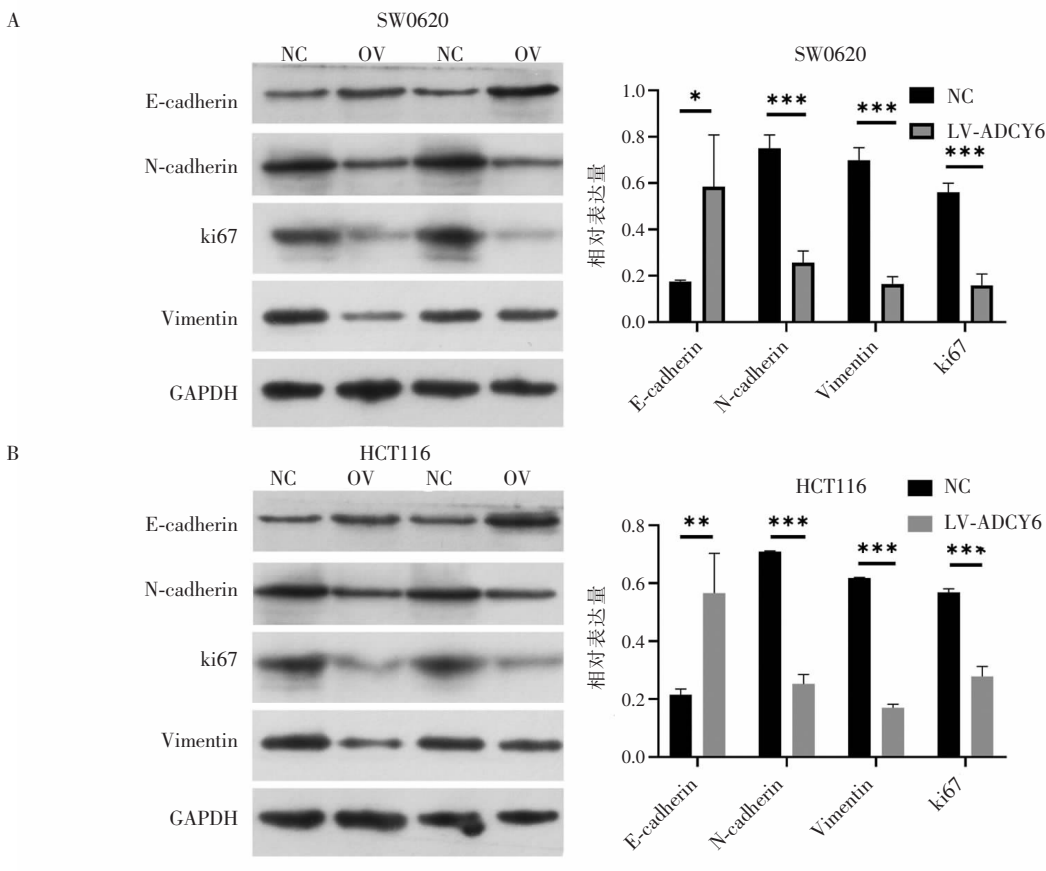 A
SW0620
NC OV NC OV
E-cadherin
N-cadherin
ki67
Vimentin
GAPDH
SW0620
NC
LV-ADCY6
* *** *** ***
相对表达量
1.0
0.8
0.6
0.4
0.2
0.0
E-cadherin N-cadherin Vimentin ki67
B
HCT116
NC OV NC OV
E-cadherin
N-cadherin
ki67
Vimentin
GAPDH
HCT116
NC
LV-ADCY6
** *** *** ***
相对表达量
0.8
0.6
0.4
0.2
0.0
E-cadherin N-cadherin Vimentin ki67